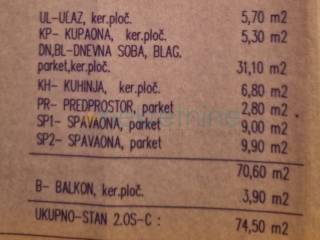 UL-ULAZ, ker.ploč. 5,70 m2
KP- KUPAONA, ker.ploč. 5,30 m2
DN,BL-DNEVNA SOBA, BLAG.
parket,ker.ploč. 31,10 m2
KH- KUHINJA, ker.ploč. 6,80 m2
PR- PREDPROSTOR, parket 2,80 m2
SP1- SPAVAONA, parket 9,00 m2
SP2- SPAVAONA, parket 9,90 m2
70,60 m2
B- BALKON, ker.ploč. 3,90 m2
UKUPNO-STAN 2.OS-C : 74,50 m2